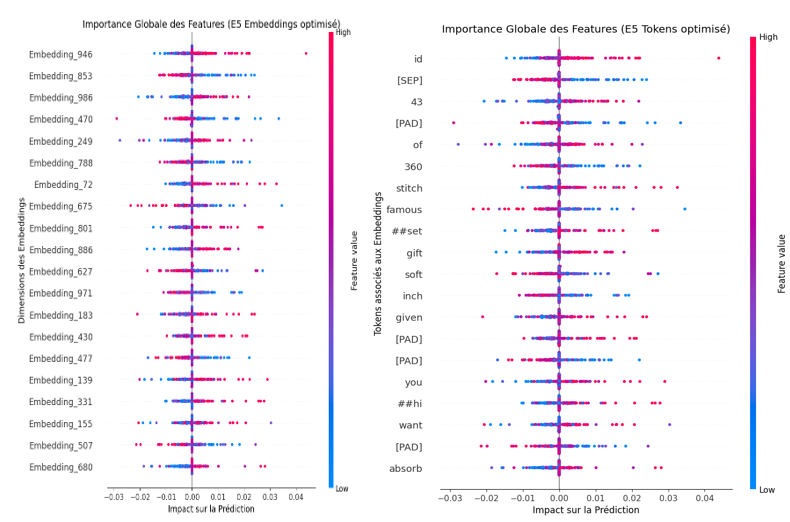 Importance Globale des Features (E5 Embeddings optimisé)
High
Embedding_946
Embedding_853
Embedding_986
Embedding_470
Embedding_249
Embedding_788
Embedding_72
Embedding_675
Embedding_801
Embedding_886
Embedding_627
Embedding_971
Embedding_183
Embedding_430
Embedding_477
Embedding_139
Embedding_331
Embedding_155
Embedding_507
Embedding_680
Dimensions des Embeddings
Feature value
Low
−0.03 −0.02 −0.01 0.00 0.01 0.02 0.03 0.04
Impact sur la Prédiction
Importance Globale des Features (E5 Tokens optimisé)
High
id
[SEP]
43
[PAD]
of
360
stitch
famous
##set
gift
soft
inch
given
[PAD]
[PAD]
you
##hi
want
[PAD]
absorb
Tokens associés aux Embeddings
Feature value
Low
−0.03 −0.02 −0.01 0.00 0.01 0.02 0.03 0.04
Impact sur la Prédiction